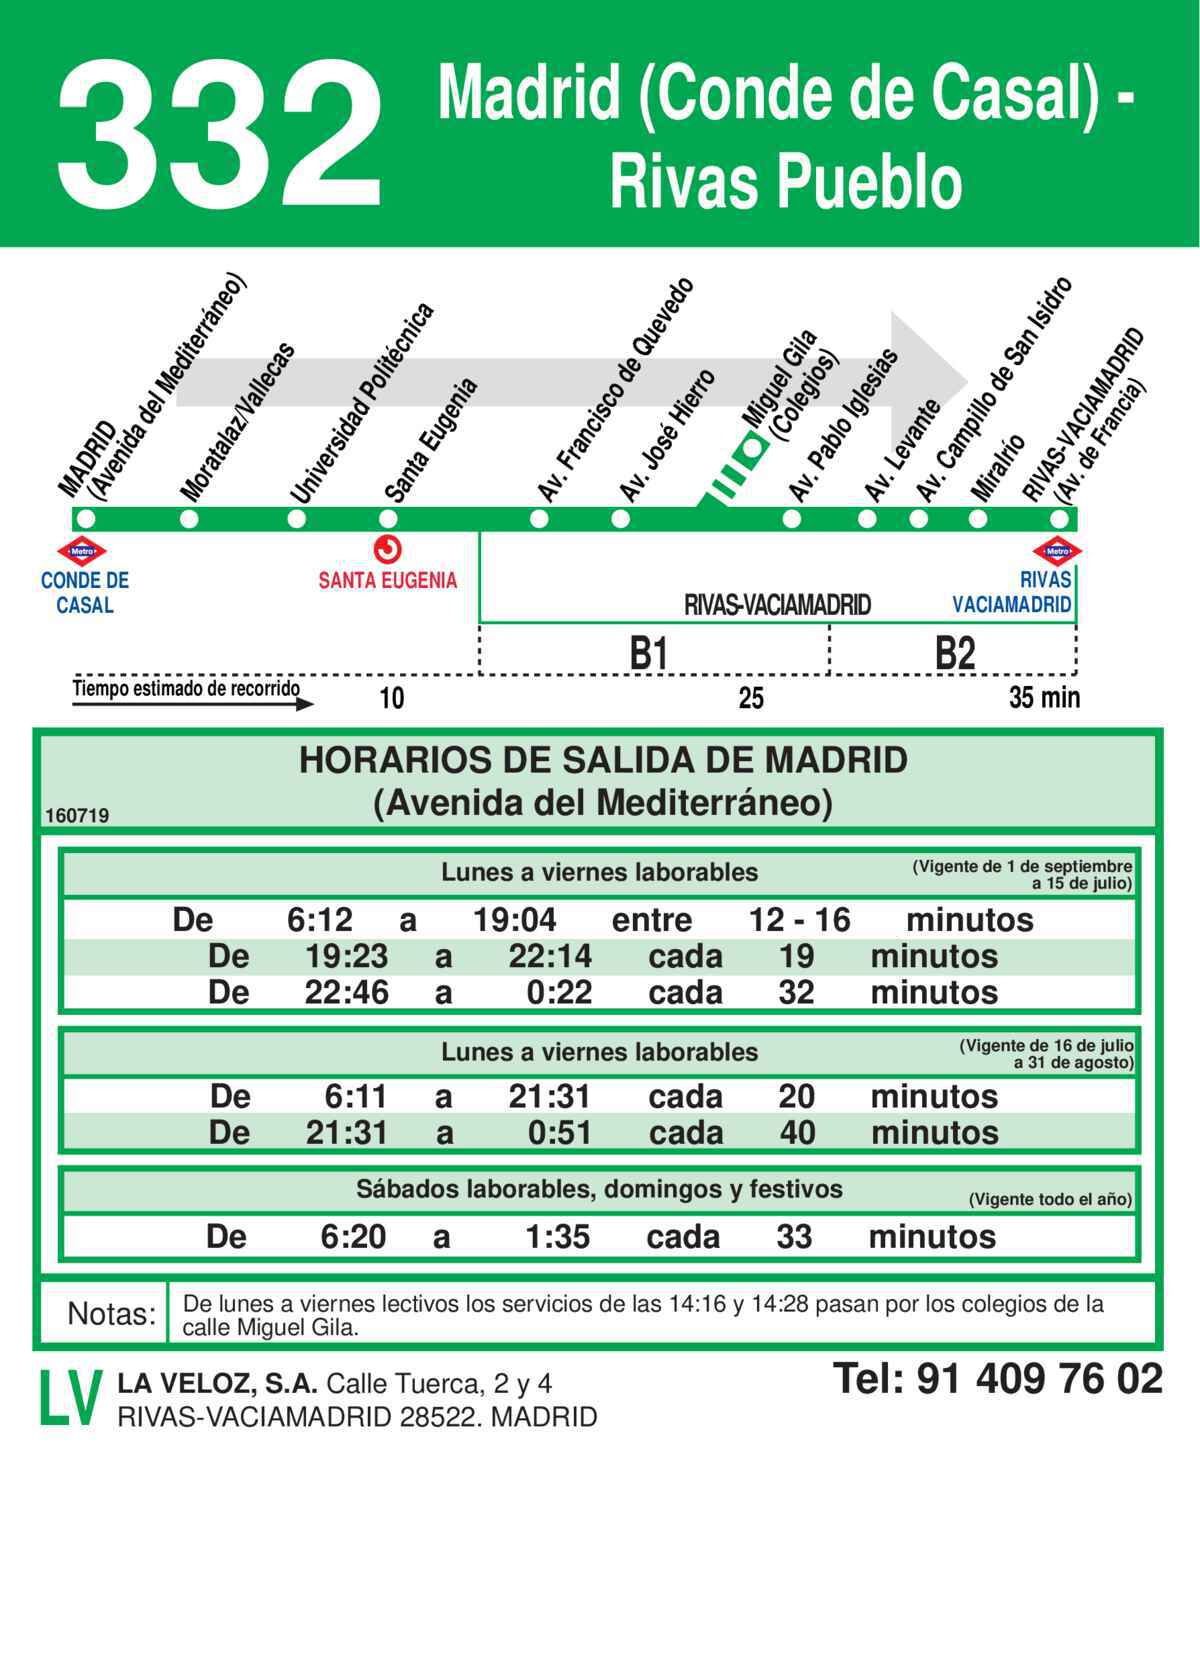 332
Madrid (Conde de Casal) -
Rivas Pueblo
MADRID
(Avenida del Mediterráneo)
Moratalaz/Vallecas
Universidad Politécnica
Santa Eugenia
Av. Francisco de Quevedo
Av. José Hierro
Miguel Gila
(Colegios)
Av. Pablo Iglesias
Av. Levante
Av. Campillo de San Isidro
Miralrío
RIVAS-VACIAMADRID
(Av. de Francia)
Metro
CONDE DE
CASAL
SANTA EUGENIA
Metro
RIVAS
VACIAMADRID
RIVAS-VACIAMADRID
B1 B2
Tiempo estimado de recorrido 10 25 35 min
HORARIOS DE SALIDA DE MADRID
(Avenida del Mediterráneo)
160719
Lunes a viernes laborables (Vigente de 1 de septiembre
a 15 de julio)
De 6:12 a 19:04 entre 12 - 16 minutos
De 19:23 a 22:14 cada 19 minutos
De 22:46 a 0:22 cada 32 minutos
Lunes a viernes laborables (Vigente de 16 de julio
a 31 de agosto)
De 6:11 a 21:31 cada 20 minutos
De 21:31 a 0:51 cada 40 minutos
Sábados laborables, domingos y festivos (Vigente todo el año)
De 6:20 a 1:35 cada 33 minutos
Notas: De lunes a viernes lectivos los servicios de las 14:16 y 14:28 pasan por los colegios de la
calle Miguel Gila.
LV
LA VELOZ, S.A. Calle Tuerca, 2 y 4
RIVAS-VACIAMADRID 28522. MADRID
Tel: 91 409 76 02